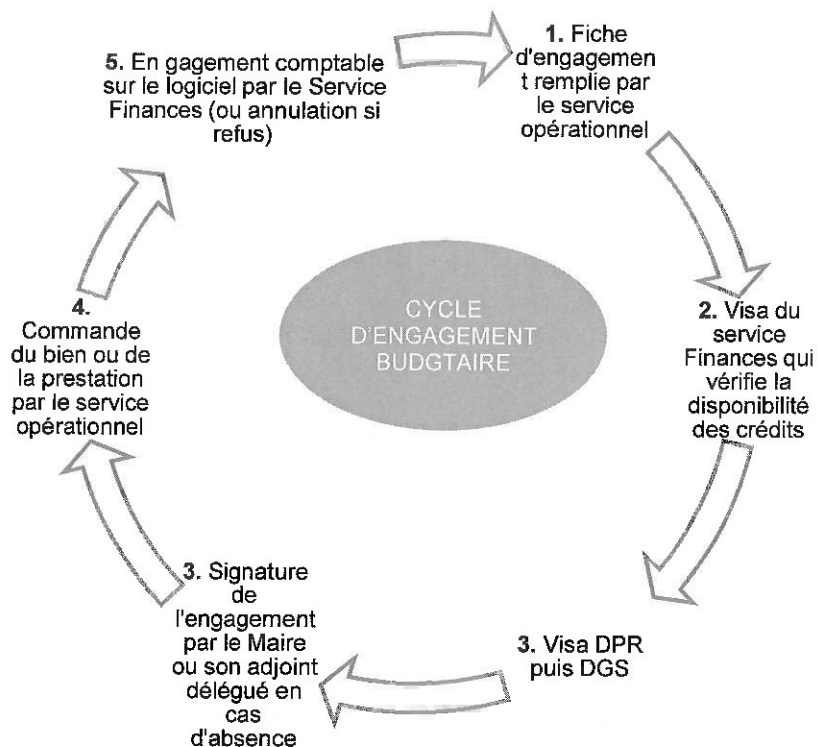 1. Fiche
d'engagemen
t remplie par
le service
opérationnel
2. Visa du
service
Finances qui
vérifie la
disponibilité
des crédits
3. Visa DPR
puis DGS
3. Signature
de
l'engagement
par le Maire
ou son adjoint
délégué en
cas
d'absence
4.
Commande
du bien ou de
la prestation
par le service
opérationnel
5. En gagement comptable
sur le logiciel par le Service
Finances (ou annulation si
refus)
CYCLE
D'ENGAGEMENT
BUDGTAIRE